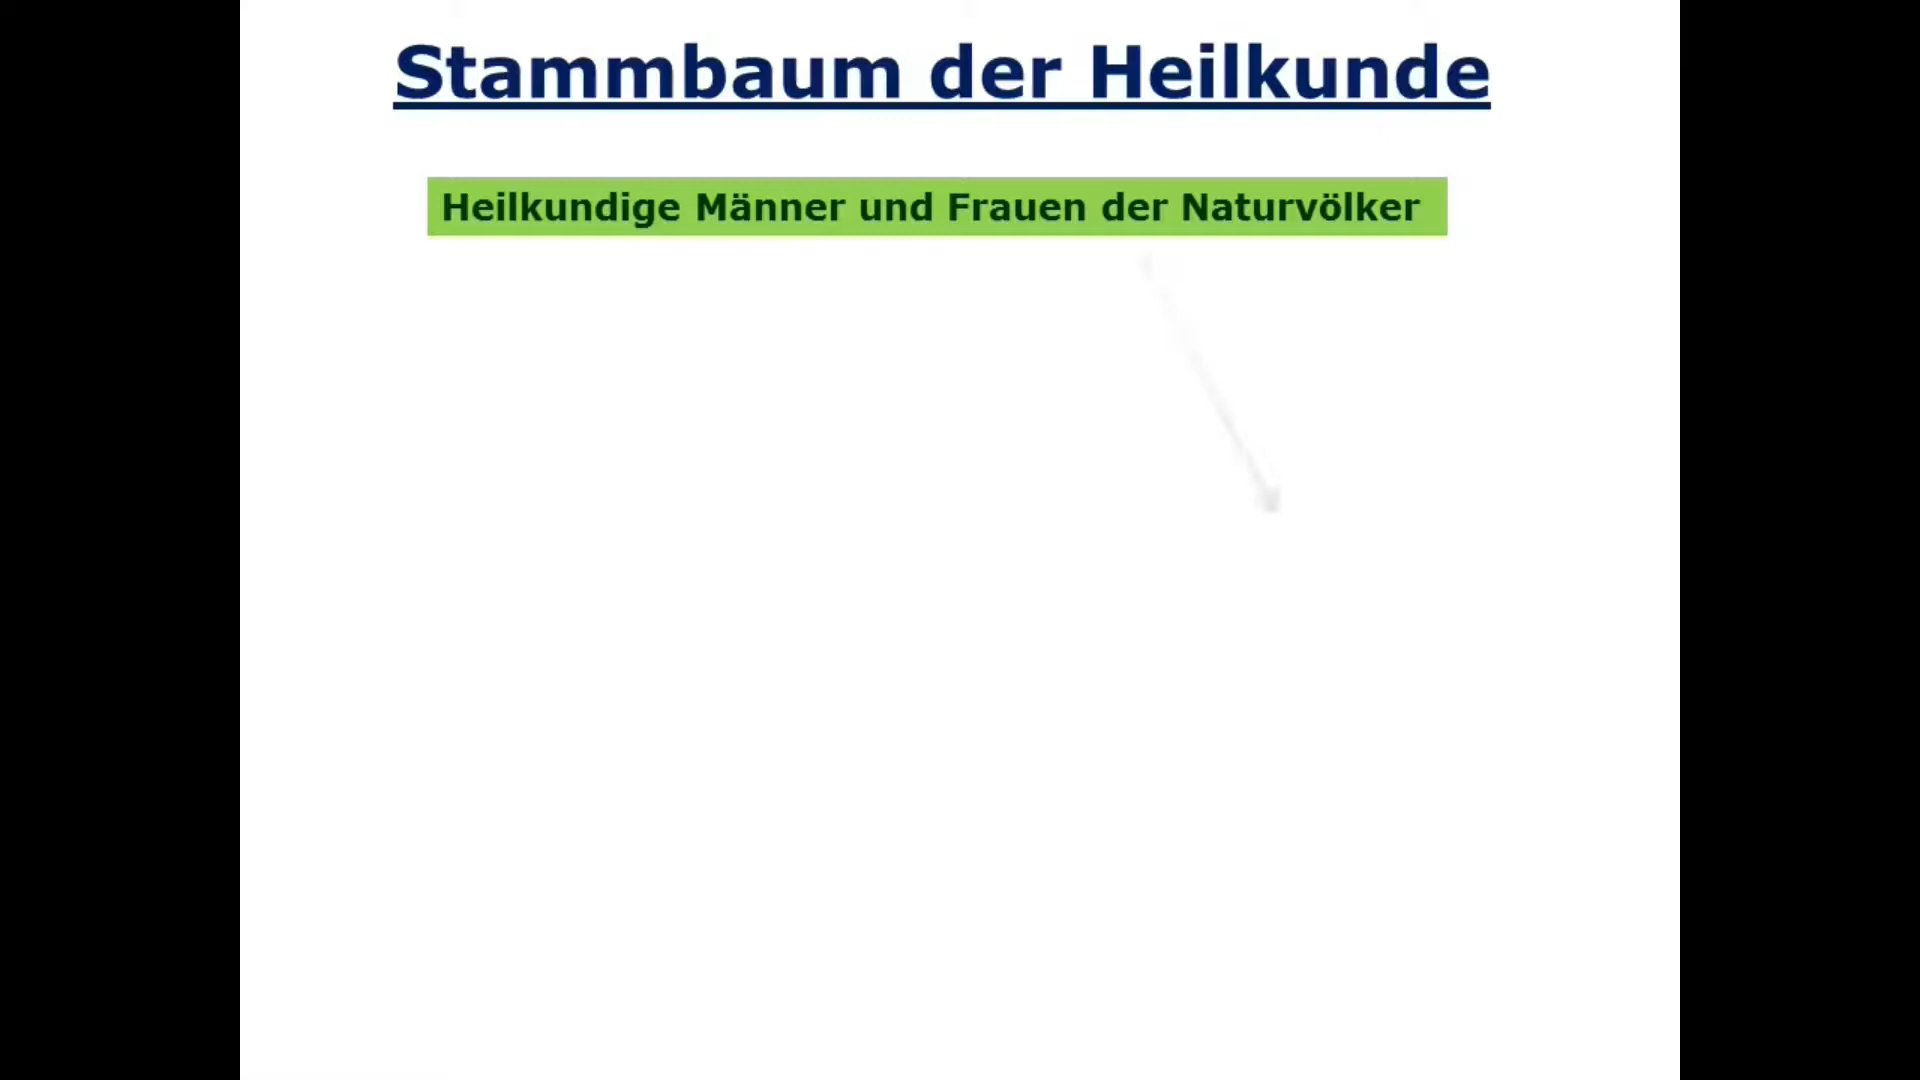 Stammbaum der Heilkunde
Heilkundige Männer und Frauen der Naturvölker